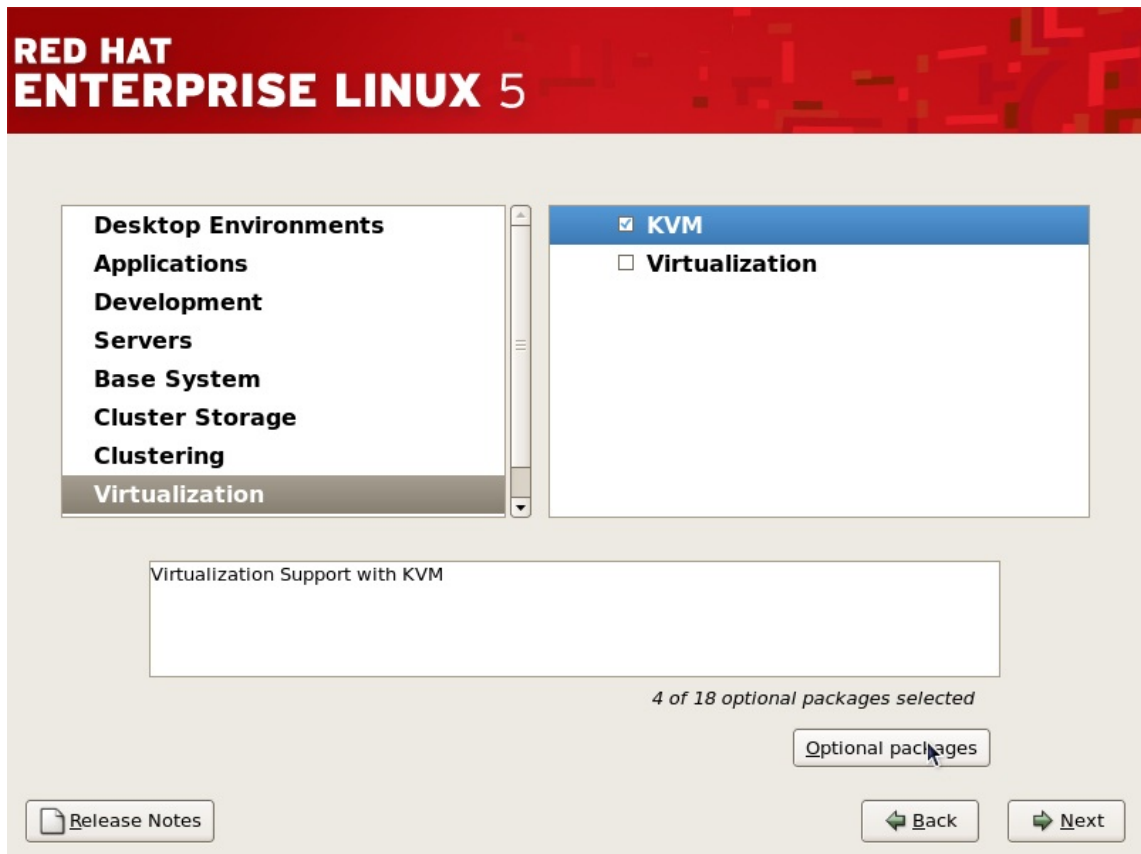 RED HAT
ENTERPRISE LINUX 5
Desktop Environments
Applications
Development
Servers
Base System
Cluster Storage
Clustering
Virtualization
KVM
Virtualization
Virtualization Support with KVM
4 of 18 optional packages selected
Optional packages
Release Notes
Back
Next